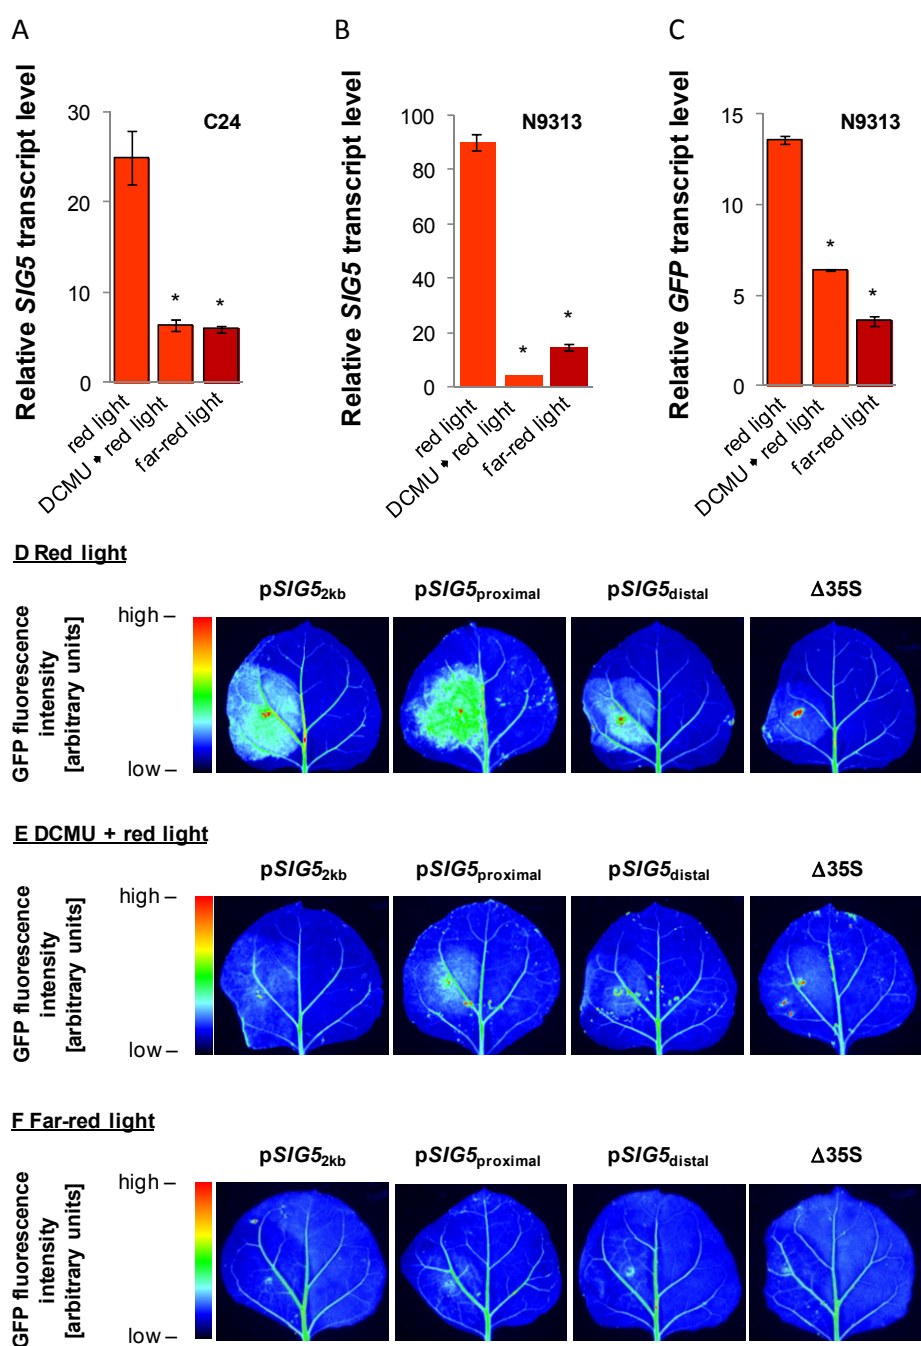 A
B
C
Relative SIG5 transcript level
C24
30
20
10
0
red light
DCMU + red light
far-red light
Relative SIG5 transcript level
N9313
100
80
60
40
20
0
*
*
*
*
red light
DCMU + red light
far-red light
Relative GFP transcript level
N9313
15
10
5
0
*
*
red light
DCMU + red light
far-red light
D Red light
pSIG52kb
pSIG5proximal
pSIG5distal
Δ35S
GFP fluorescence
intensity
[arbitrary units]
high –
low –
E DCMU + red light
pSIG52kb
pSIG5proximal
pSIG5distal
Δ35S
GFP fluorescence
intensity
[arbitrary units]
high –
low –
F Far-red light
pSIG52kb
pSIG5proximal
pSIG5distal
Δ35S
GFP fluorescence
intensity
[arbitrary units]
high –
low –